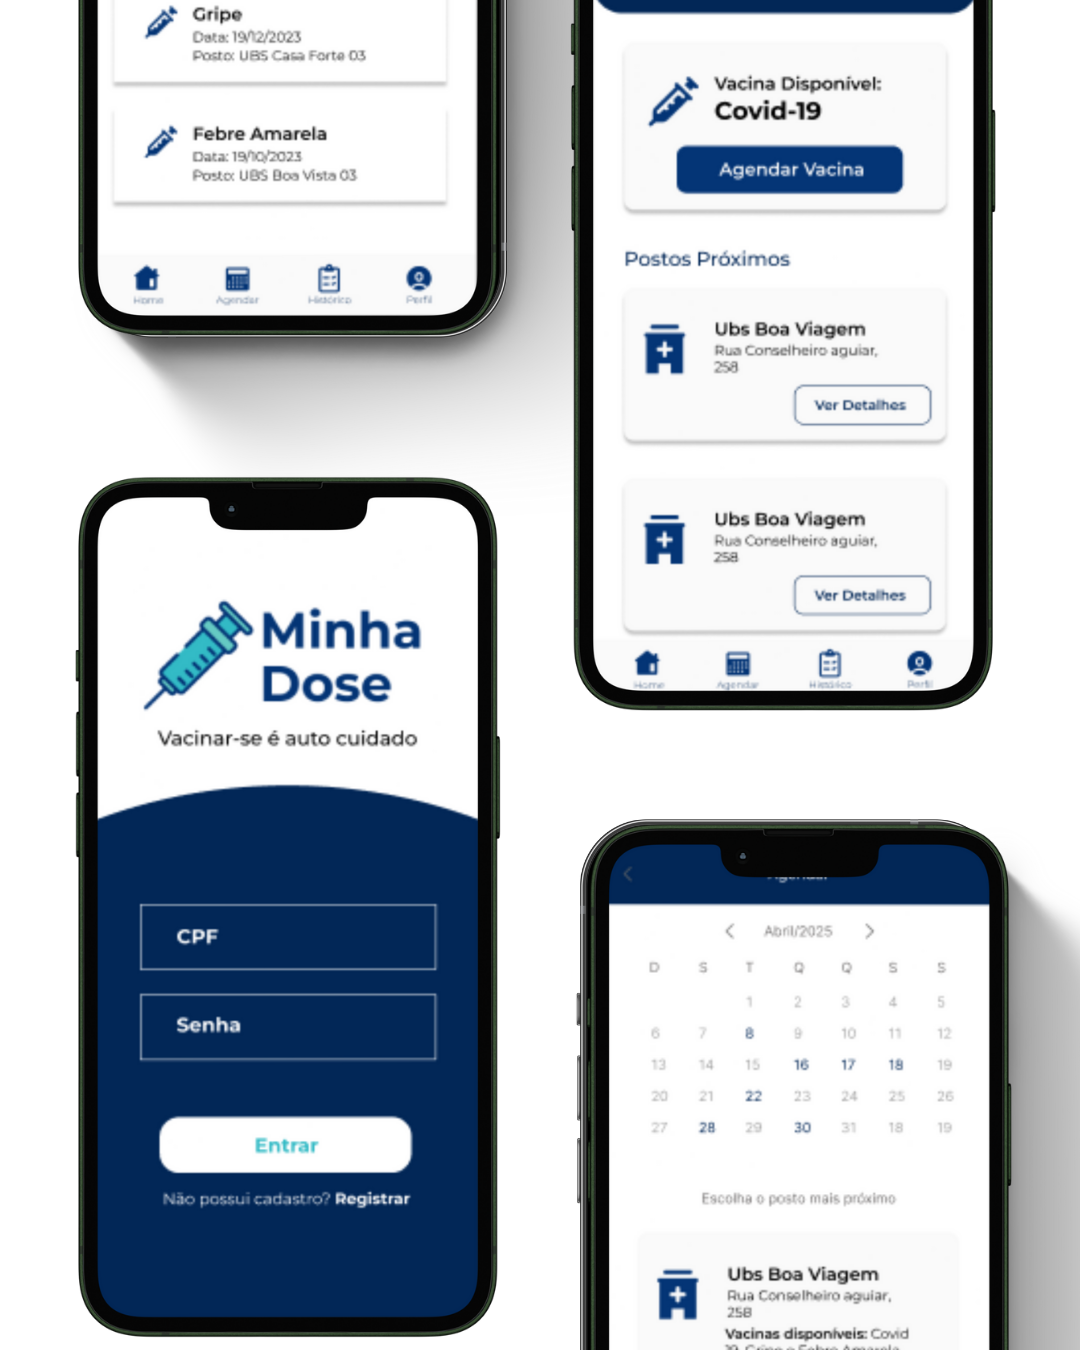 Gripe
Data: 19/12/2023
Posto: UBS Casa Forte 03
Febre Amarela
Data: 19/10/2023
Posto: UBS Boa Vista 03
Home Agendar Histórico Perfil
Vacina Disponível:
Covid-19
Agendar Vacina
Postos Próximos
Ubs Boa Viagem
Rua Conselheiro aguiar,
258
Ver Detalhes
Ubs Boa Viagem
Rua Conselheiro aguiar,
258
Ver Detalhes
Home Agendar Histórico Perfil
Minha
Dose
Vacinar-se é auto cuidado
CPF
Senha
Entrar
Não possui cadastro? Registrar
Agendar
< Abril/2025 >
D S T Q Q S S
1 2 3 4 5
6 7 8 9 10 11 12
13 14 15 16 17 18 19
20 21 22 23 24 25 26
27 28 29 30 31 18 19
Escolha o posto mais próximo
Ubs Boa Viagem
Rua Conselheiro aguiar,
258
Vacinas disponíveis: Covid
19, Gripe e Febre Amarela